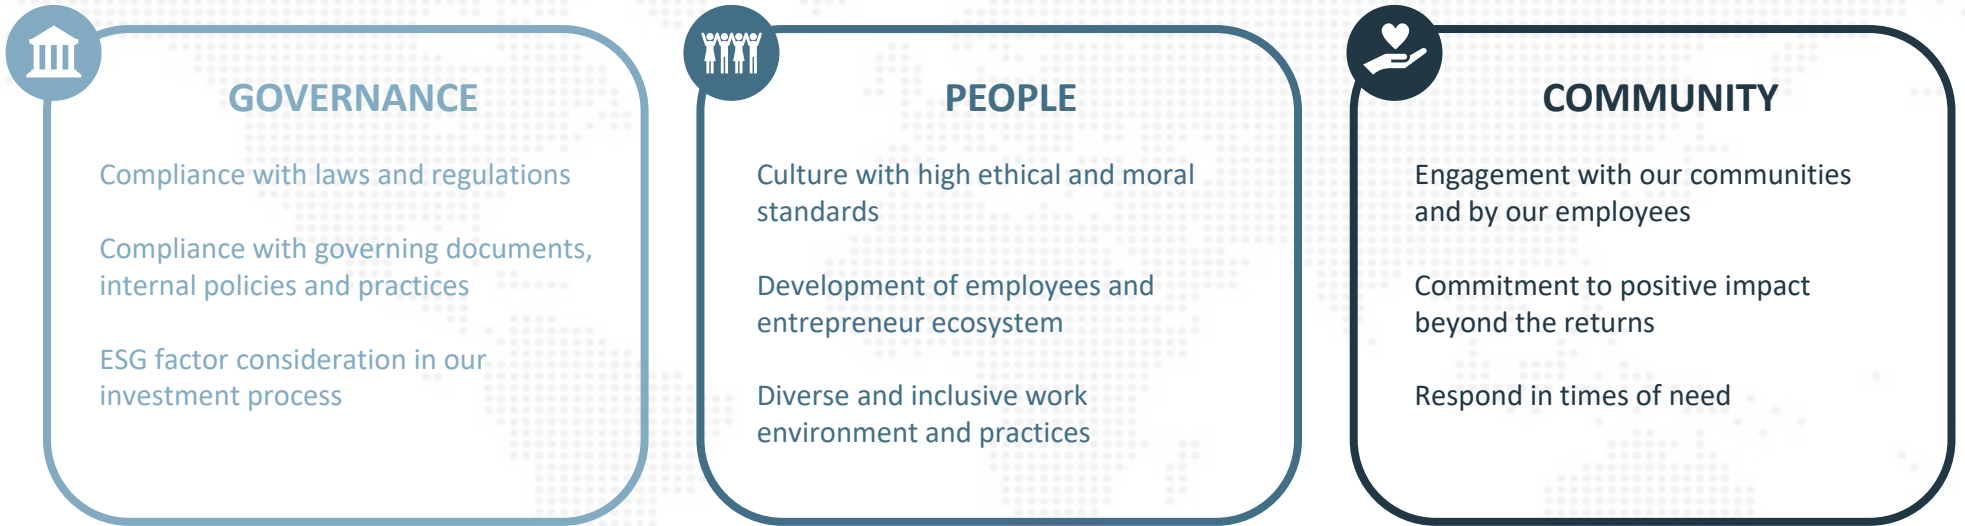 GOVERNANCE
Compliance with laws and regulations
Compliance with governing documents,
internal policies and practices
ESG factor consideration in our
investment process
PEOPLE
Culture with high ethical and moral
standards
Development of employees and
entrepreneur ecosystem
Diverse and inclusive work
environment and practices
COMMUNITY
Engagement with our communities
and by our employees
Commitment to positive impact
beyond the returns
Respond in times of need